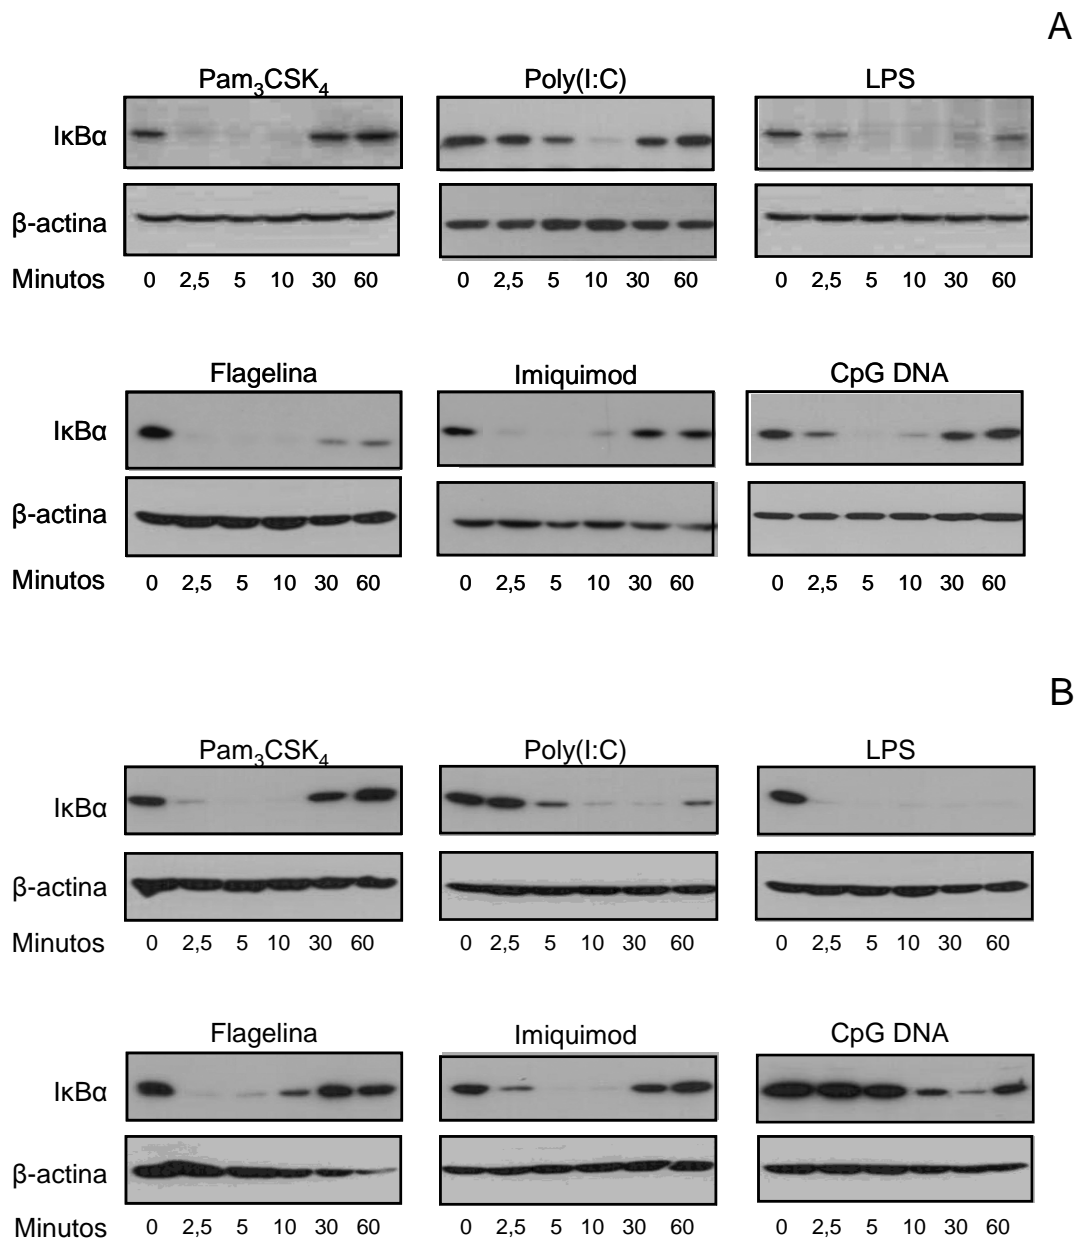 A
Pam₃CSK₄ Poly(I:C) LPS
IκBα
β-actina
Minutos 0 2,5 5 10 30 60 0 2,5 5 10 30 60 0 2,5 5 10 30 60
Flagelina Imiquimod CpG DNA
IκBα
β-actina
Minutos 0 2,5 5 10 30 60 0 2,5 5 10 30 60 0 2,5 5 10 30 60
B
Pam₃CSK₄ Poly(I:C) LPS
IκBα
β-actina
Minutos 0 2,5 5 10 30 60 0 2,5 5 10 30 60 0 2,5 5 10 30 60
Flagelina Imiquimod CpG DNA
IκBα
β-actina
Minutos 0 2,5 5 10 30 60 0 2,5 5 10 30 60 0 2,5 5 10 30 60